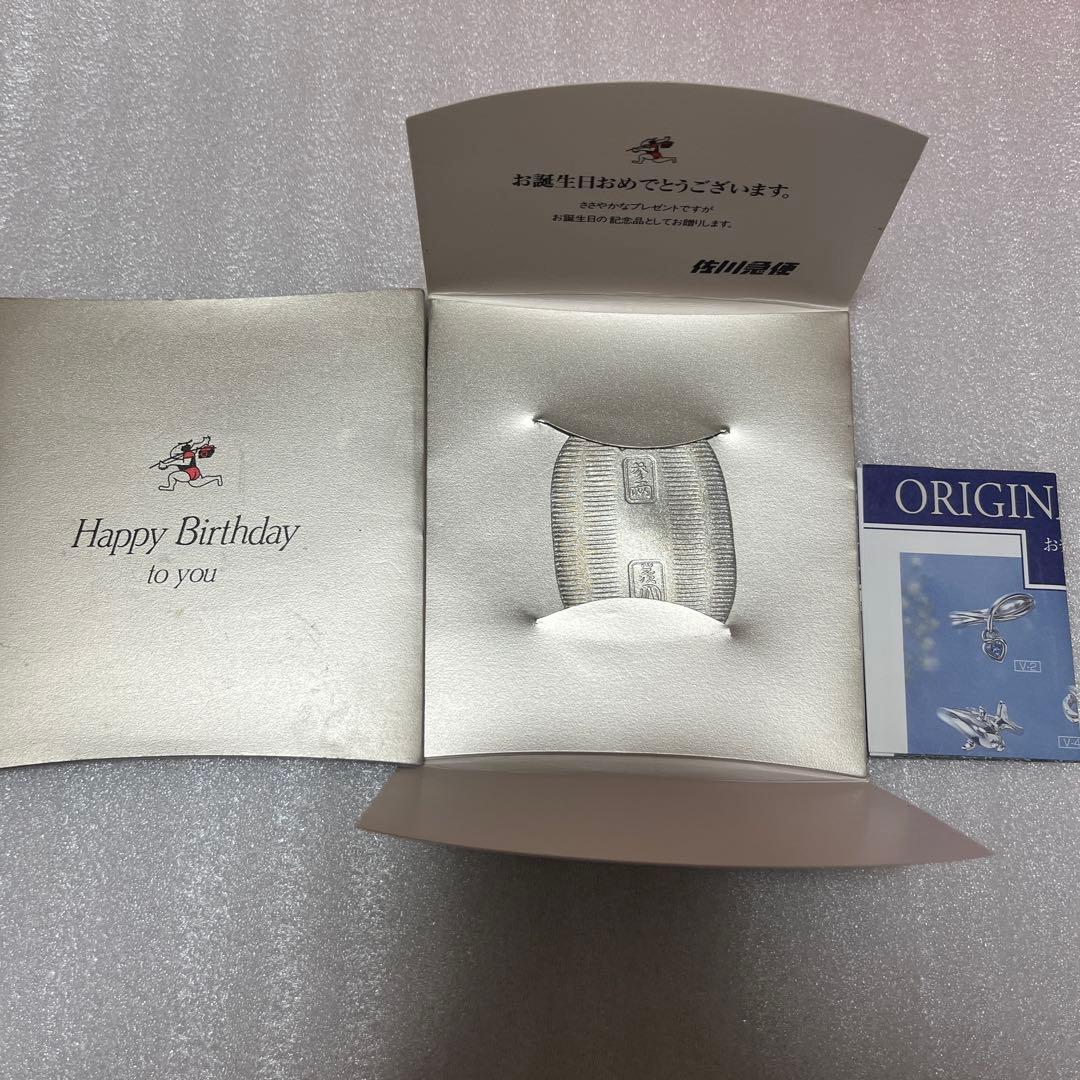 お誕生日おめでとうございます。
ささやかなプレゼントですが
お誕生日の記念品としてお贈りします。
佐川急便
Happy Birthday
to you
ORIGIN
お
V-2
V-4